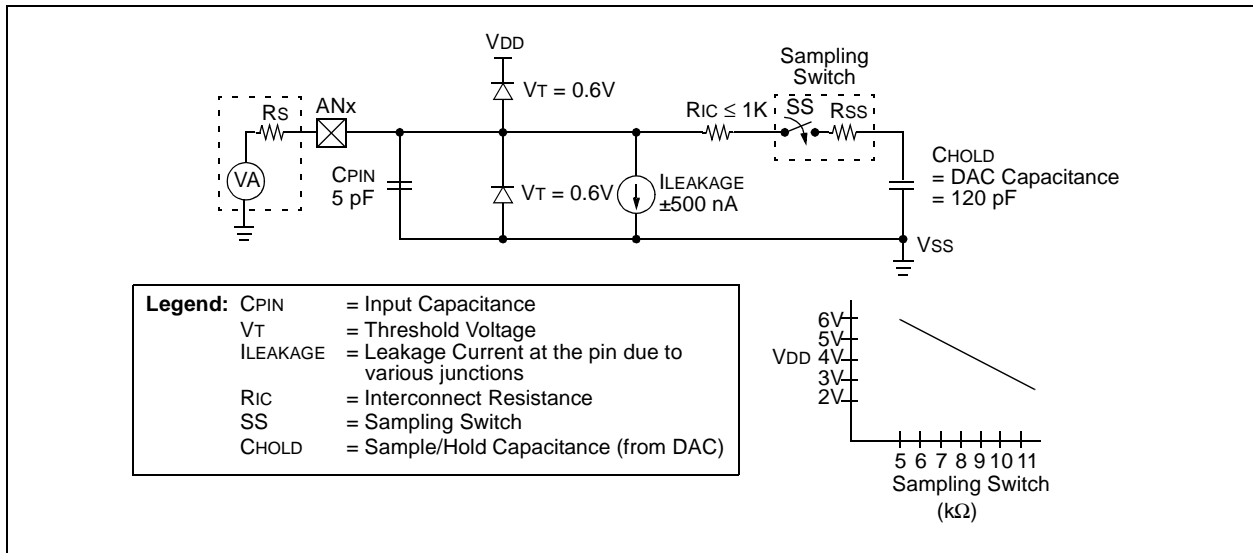 VDD
Sampling
Switch
VT = 0.6V
RS
ANx
RIC ≤ 1K
SS
RSS
CHOLD
= DAC Capacitance
= 120 pF
VA
CPIN
5 pF
VT = 0.6V
ILEAKAGE
±500 nA
VSS
Legend: CPIN = Input Capacitance
VT = Threshold Voltage
ILEAKAGE = Leakage Current at the pin due to
various junctions
RIC = Interconnect Resistance
SS = Sampling Switch
CHOLD = Sample/Hold Capacitance (from DAC)
6V
5V
VDD 4V
3V
2V
5 6 7 8 9 10 11
Sampling Switch
(kΩ)